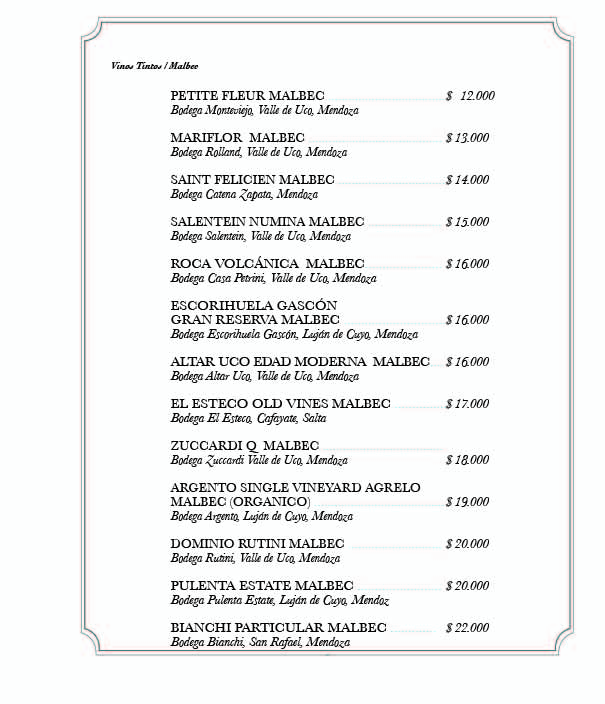 Vinos Tintos / Malbec
PETITE FLEUR MALBEC $ 12.000
Bodega Monteviejo, Valle de Uco, Mendoza
MARIFLOR MALBEC $ 13.000
Bodega Rolland, Valle de Uco, Mendoza
SAINT FELICIEN MALBEC $ 14.000
Bodega Catena Zapata, Mendoza
SALENTEIN NUMINA MALBEC $ 15.000
Bodega Salentein, Valle de Uco, Mendoza
ROCA VOLCÁNICA MALBEC $ 16.000
Bodega Casa Petrini, Valle de Uco, Mendoza
ESCORIHUELA GASCÓN
GRAN RESERVA MALBEC $ 16.000
Bodega Escorihuela Gascón, Luján de Cuyo, Mendoza
ALTAR UCO EDAD MODERNA MALBEC $ 16.000
Bodega Altar Uco, Valle de Uco, Mendoza
EL ESTECO OLD VINES MALBEC $ 17.000
Bodega El Esteco, Cafayate, Salta
ZUCCARDI Q MALBEC
Bodega Zuccardi Valle de Uco, Mendoza $ 18.000
ARGENTO SINGLE VINEYARD AGRELO
MALBEC (ORGANICO) $ 19.000
Bodega Argento, Luján de Cuyo, Mendoza
DOMINIO RUTINI MALBEC $ 20.000
Bodega Rutini, Valle de Uco, Mendoza
PULENTA ESTATE MALBEC $ 20.000
Bodega Pulenta Estate, Luján de Cuyo, Mendoz
BIANCHI PARTICULAR MALBEC $ 22.000
Bodega Bianchi, San Rafael, Mendoza